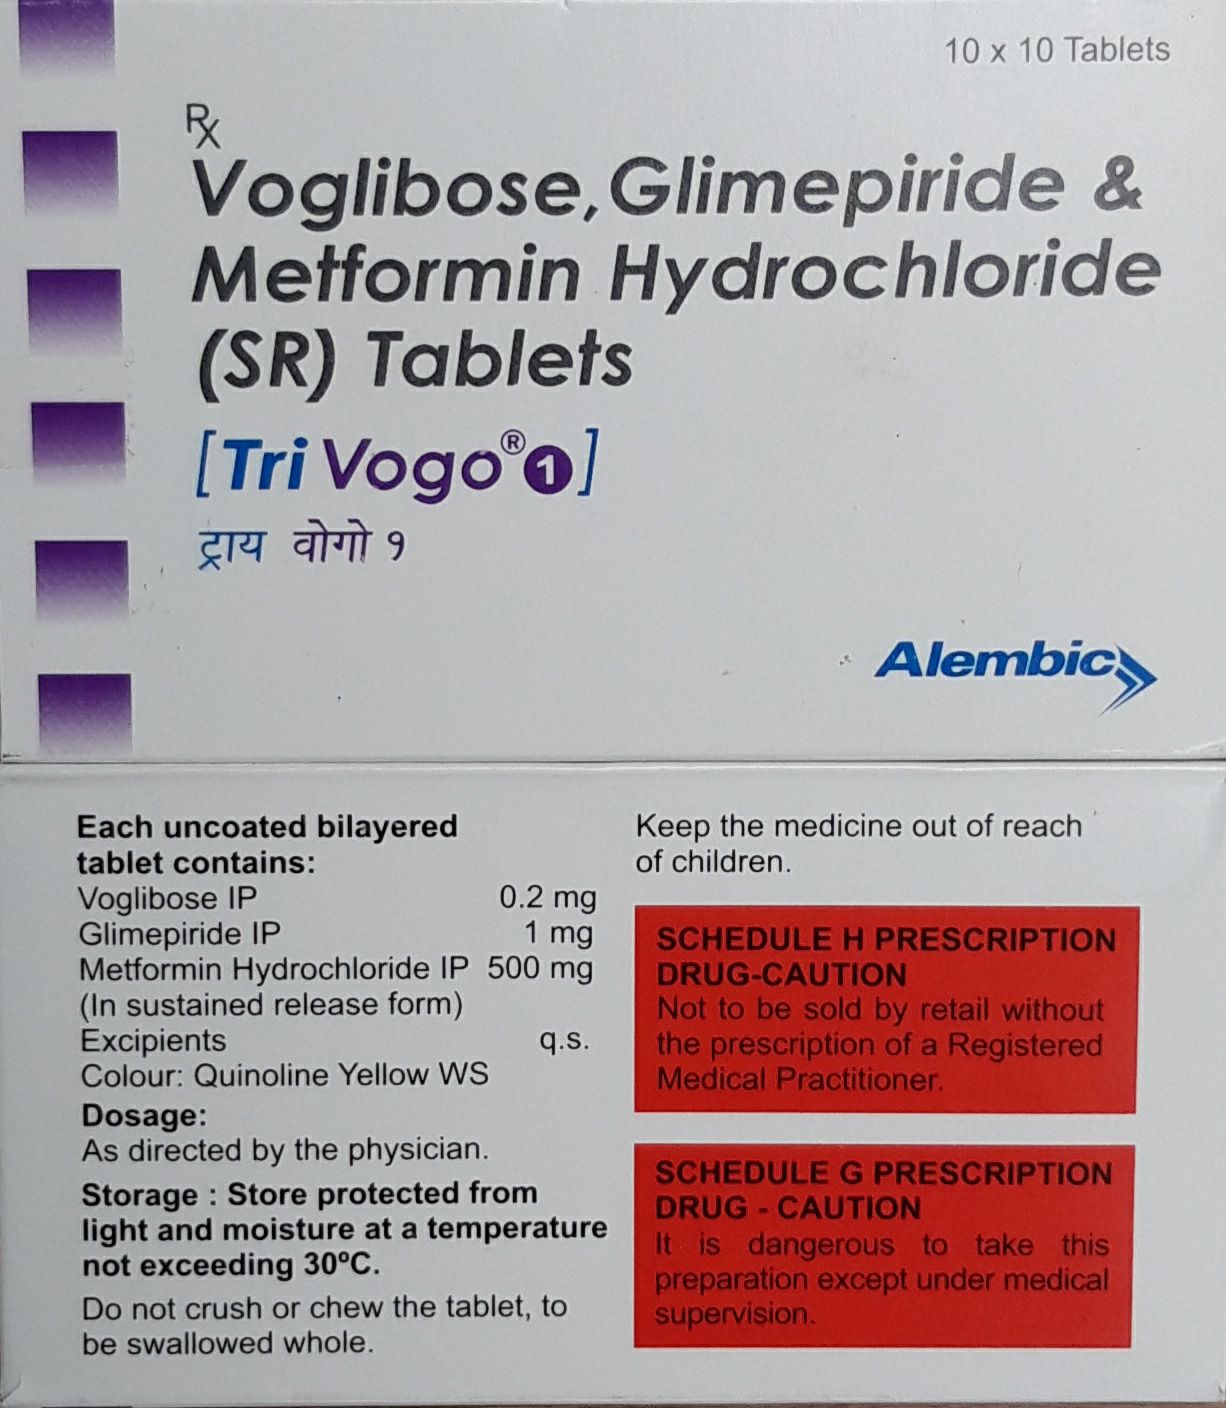 10 x 10 Tablets
Rx
Voglibose, Glimepiride &
Metformin Hydrochloride
(SR) Tablets
[Tri Vogo® 1]
ट्राय वोगो १
Alembic
Each uncoated bilayered
tablet contains:
Voglibose IP 0.2 mg
Glimepiride IP 1 mg
Metformin Hydrochloride IP 500 mg
(In sustained release form)
Excipients q.s.
Colour: Quinoline Yellow WS
Dosage:
As directed by the physician.
Storage : Store protected from
light and moisture at a temperature
not exceeding 30ºC.
Do not crush or chew the tablet, to
be swallowed whole.
Keep the medicine out of reach
of children.
SCHEDULE H PRESCRIPTION
DRUG-CAUTION
Not to be sold by retail without
the prescription of a Registered
Medical Practitioner.
SCHEDULE G PRESCRIPTION
DRUG - CAUTION
It is dangerous to take this
preparation except under medical
supervision.